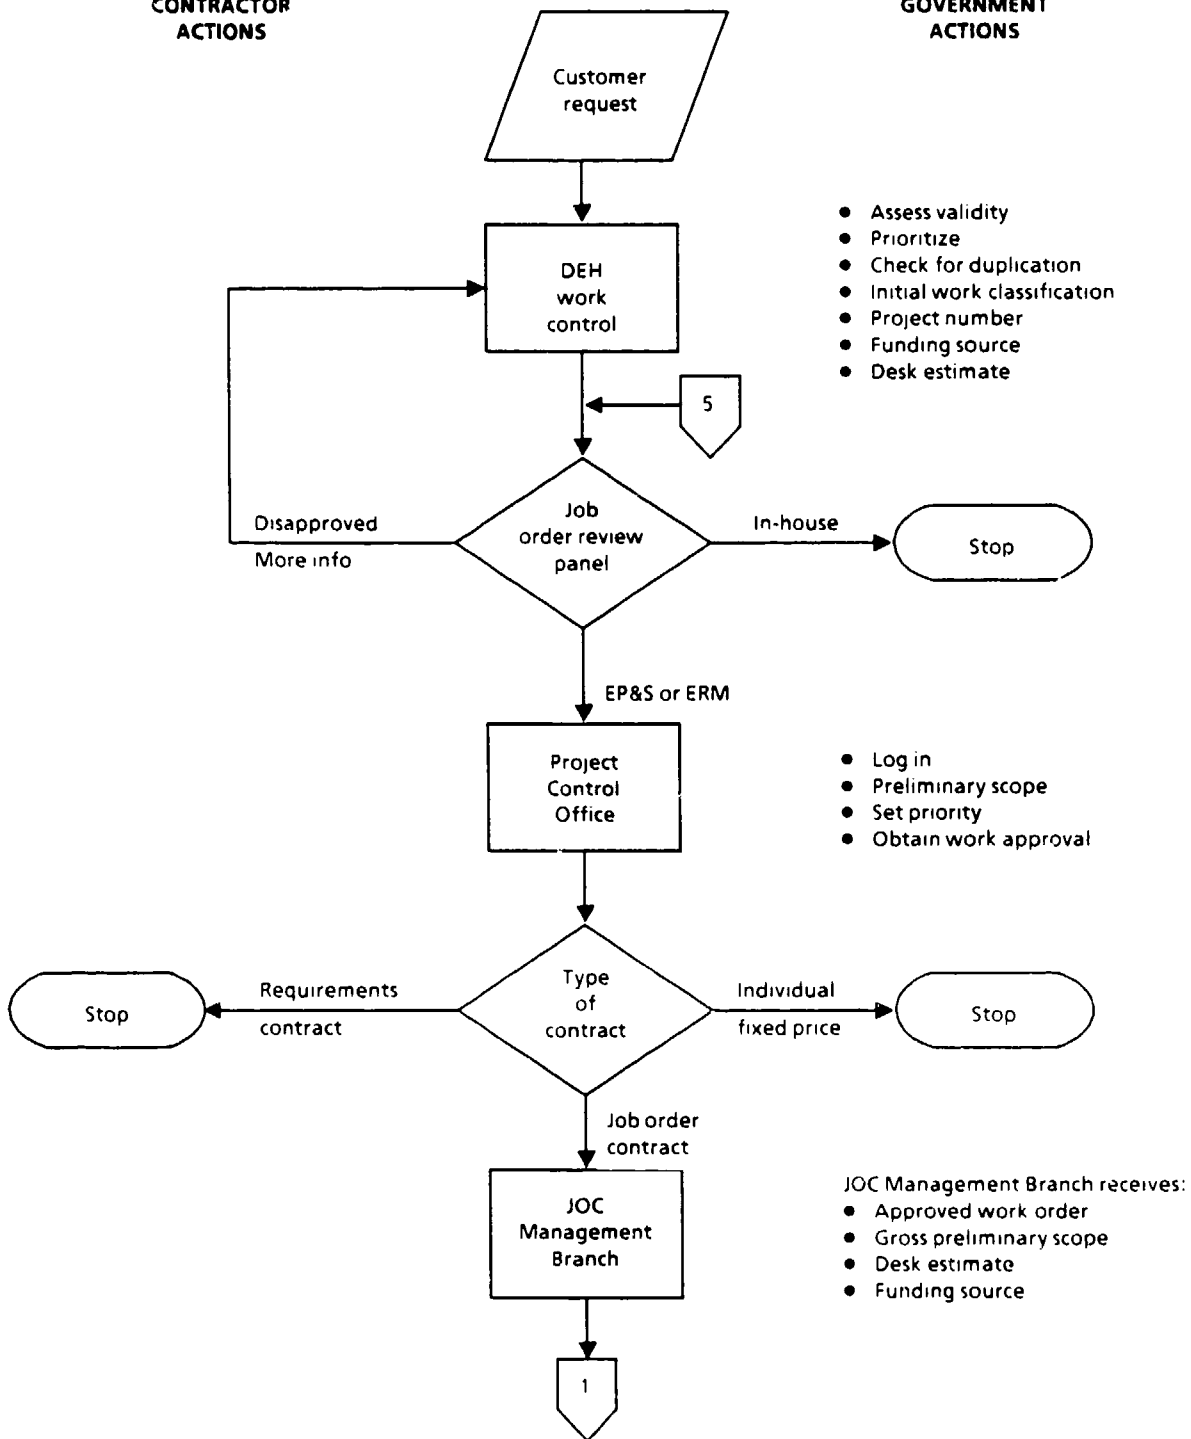 CONTRACTOR
ACTIONS
GOVERNMENT
ACTIONS
Customer
request
DEH
work
control
● Assess validity
● Prioritize
● Check for duplication
● Initial work classification
● Project number
● Funding source
● Desk estimate
5
Disapproved
More info
Job
order review
panel
In-house
Stop
EP&S or ERM
Project
Control
Office
● Log in
● Preliminary scope
● Set priority
● Obtain work approval
Stop
Requirements
contract
Type
of
contract
Individual
fixed price
Stop
Job order
contract
JOC
Management
Branch
JOC Management Branch receives:
● Approved work order
● Gross preliminary scope
● Desk estimate
● Funding source
1